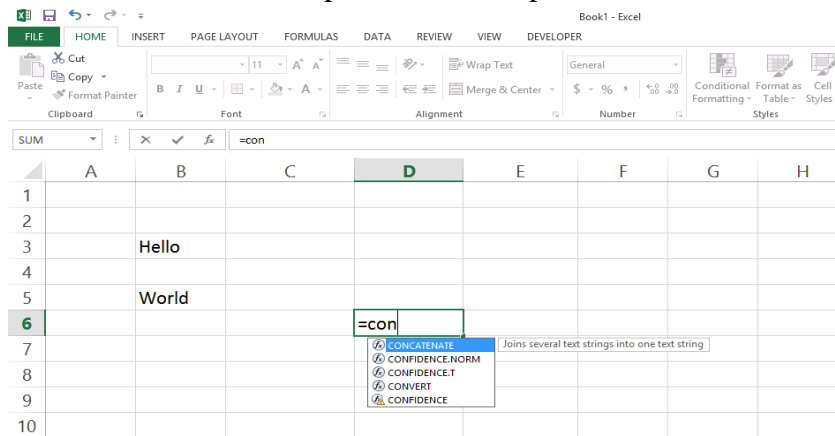 Book1 - Excel
FILE HOME INSERT PAGE LAYOUT FORMULAS DATA REVIEW VIEW DEVELOPER
Cut
Copy
Format Painter
Paste
11 A A
B I U A
Wrap Text
Merge & Center
General
$ % ,
Conditional Formatting
Format as Table
Cell Styles
Clipboard Font Alignment Number Styles
SUM fx =con
A B C D E F G H
1
2
3 Hello
4
5 World
6 =con
7 CONCATENATE Joins several text strings into one text string
CONFIDENCE.NORM
8 CONFIDENCE.T
CONVERT
9 CONFIDENCE
10